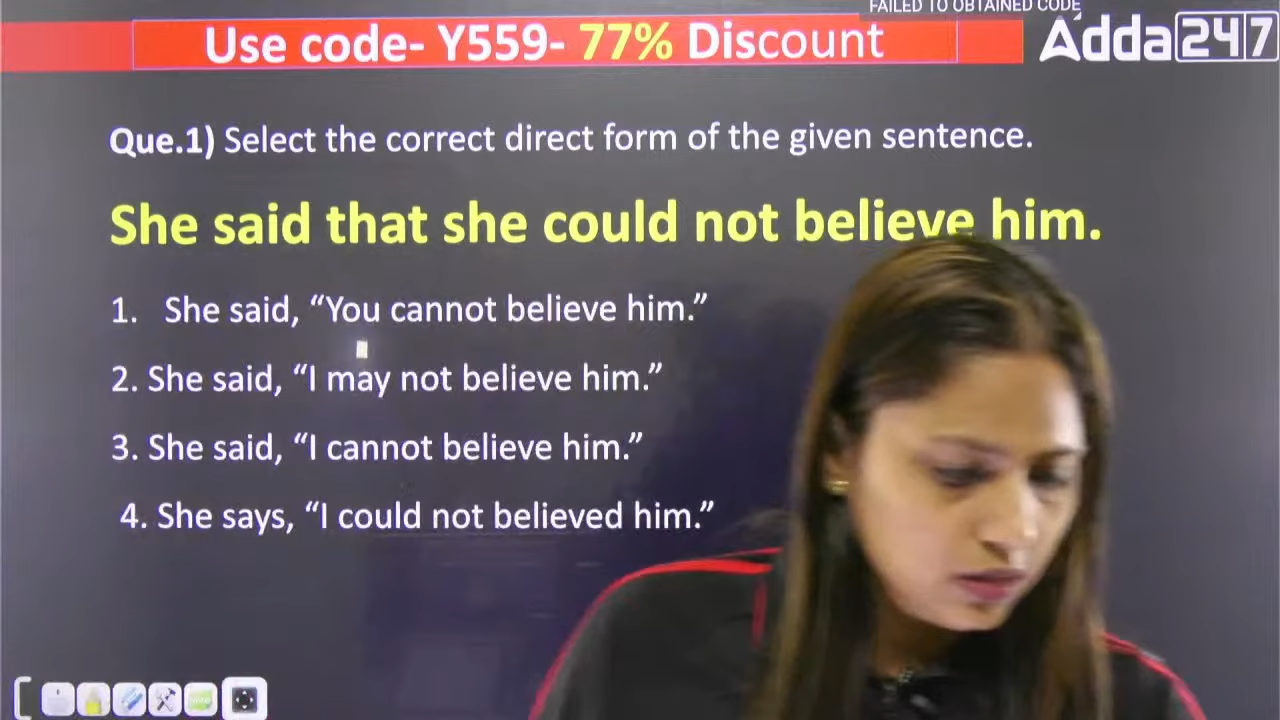 FAILED TO OBTAINED CODE
Use code- Y559- 77% Discount
Adda 247
Que.1) Select the correct direct form of the given sentence.
She said that she could not believe him.
1. She said, “You cannot believe him.”
2. She said, “I may not believe him.”
3. She said, “I cannot believe him.”
4. She says, “I could not believed him.”